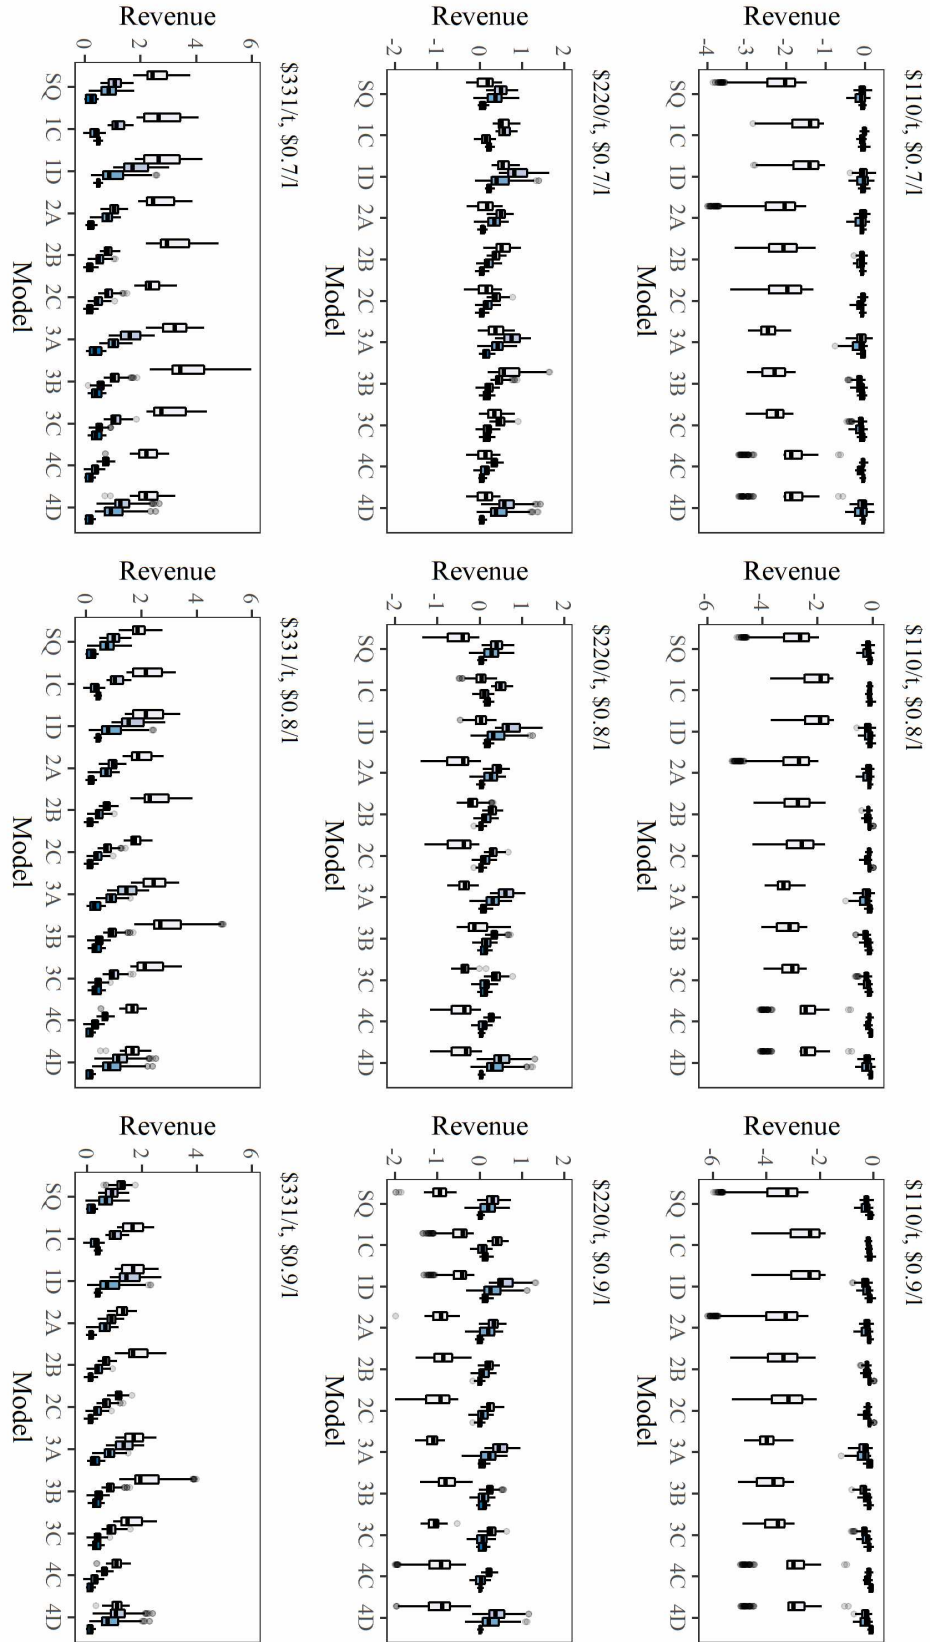 $110/t, $0.7/l
Revenue
0
-1
-2
-3
-4
SQ 1C 1D 2A 2B 2C 3A 3B 3C 4C 4D
Model
$110/t, $0.8/l
Revenue
0
-2
-4
-6
SQ 1C 1D 2A 2B 2C 3A 3B 3C 4C 4D
Model
$110/t, $0.9/l
Revenue
0
-2
-4
-6
SQ 1C 1D 2A 2B 2C 3A 3B 3C 4C 4D
Model
$220/t, $0.7/l
Revenue
2
1
0
-1
-2
SQ 1C 1D 2A 2B 2C 3A 3B 3C 4C 4D
Model
$220/t, $0.8/l
Revenue
2
1
0
-1
-2
SQ 1C 1D 2A 2B 2C 3A 3B 3C 4C 4D
Model
$220/t, $0.9/l
Revenue
2
1
0
-1
-2
SQ 1C 1D 2A 2B 2C 3A 3B 3C 4C 4D
Model
$331/t, $0.7/l
Revenue
6
4
2
0
SQ 1C 1D 2A 2B 2C 3A 3B 3C 4C 4D
Model
$331/t, $0.8/l
Revenue
6
4
2
0
SQ 1C 1D 2A 2B 2C 3A 3B 3C 4C 4D
Model
$331/t, $0.9/l
Revenue
6
4
2
0
SQ 1C 1D 2A 2B 2C 3A 3B 3C 4C 4D
Model